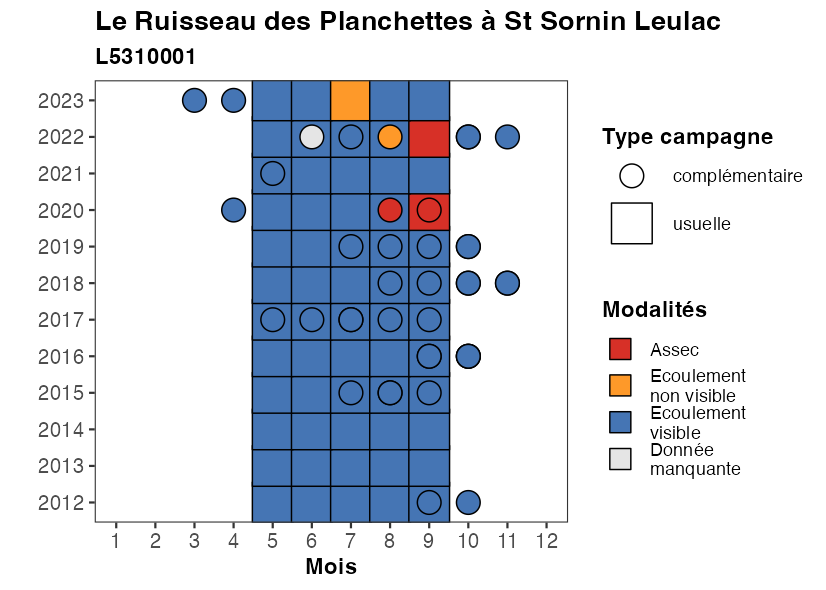 Le Ruisseau des Planchettes à St Sornin Leulac
L5310001
2023
2022
2021
2020
2019
2018
2017
2016
2015
2014
2013
2012
1 2 3 4 5 6 7 8 9 10 11 12
Mois
Type campagne
complémentaire
usuelle
Modalités
Assec
Ecoulement
non visible
Ecoulement
visible
Donnée
manquante